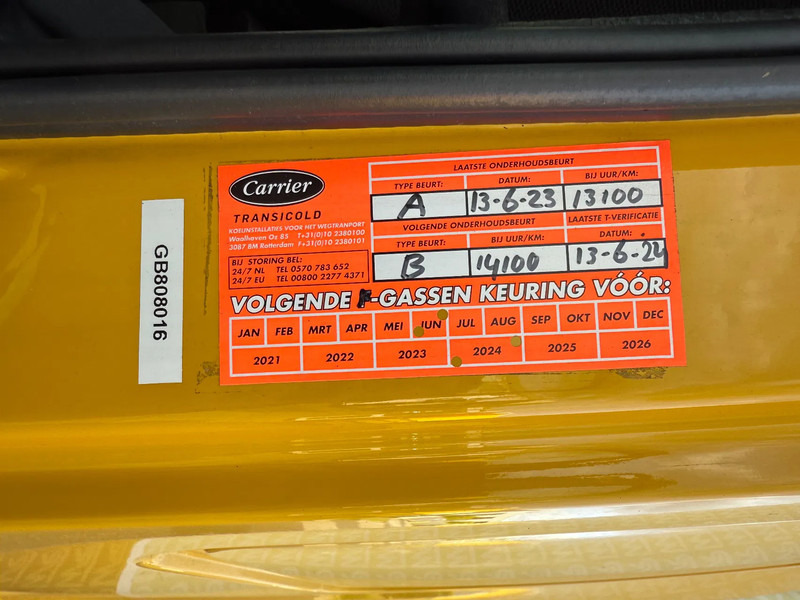 GB808016
Carrier
TRANSICOLD
KOELINSTALLATIES VOOR HET WEGTRANPORT
Waalhaven Oz 85 T+31(0)10 2380100
3087 BM Rotterdam F+31(0)10 2380101
BIJ STORING BEL:
24/7 NL TEL 0570 783 652
24/7 EU TEL 00800 2277 4371
LAATSTE ONDERHOUDSBEURT
TYPE BEURT: DATUM: BIJ UUR/KM:
A 13-6-23 13100
VOLGENDE ONDERHOUDSBEURT LAATSTE T-VERIFICATIE
TYPE BEURT: BIJ UUR/KM: DATUM:
B 14100 13-6-24
VOLGENDE F-GASSEN KEURING VÓÓR:
JAN FEB MRT APR MEI JUN JUL AUG SEP OKT NOV DEC
2021 2022 2023 2024 2025 2026